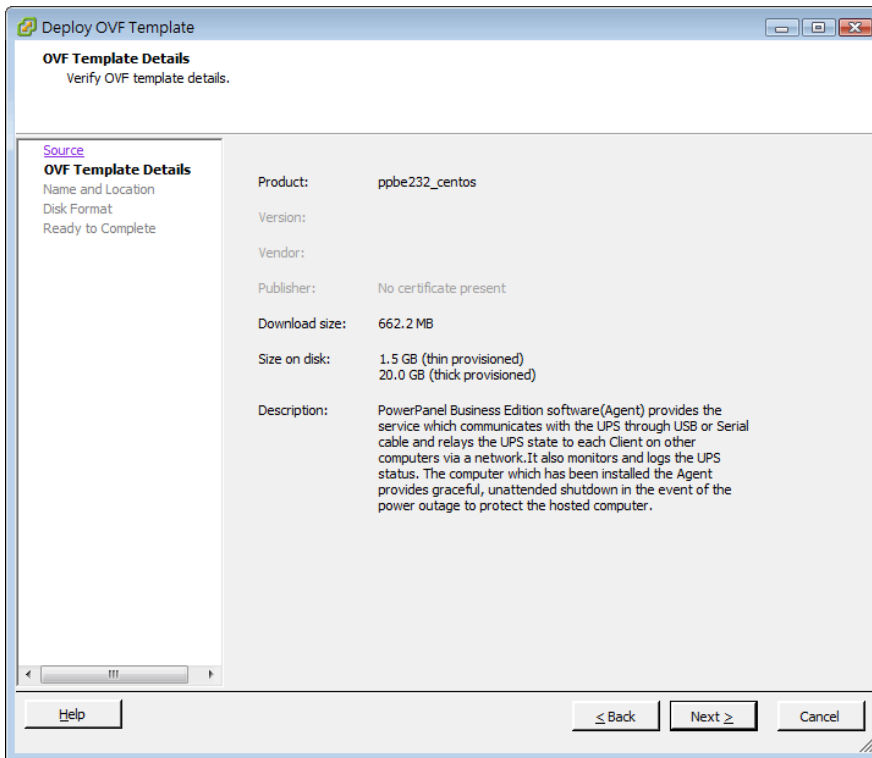 Deploy OVF Template
OVF Template Details
Verify OVF template details.
Source
OVF Template Details
Name and Location
Disk Format
Ready to Complete
Product: ppbe232_centos
Version:
Vendor:
Publisher: No certificate present
Download size: 662.2 MB
Size on disk: 1.5 GB (thin provisioned)
20.0 GB (thick provisioned)
Description: PowerPanel Business Edition software(Agent) provides the
service which communicates with the UPS through USB or Serial
cable and relays the UPS state to each Client on other
computers via a network.It also monitors and logs the UPS
status. The computer which has been installed the Agent
provides graceful, unattended shutdown in the event of the
power outage to protect the hosted computer.
Help
< Back
Next >
Cancel